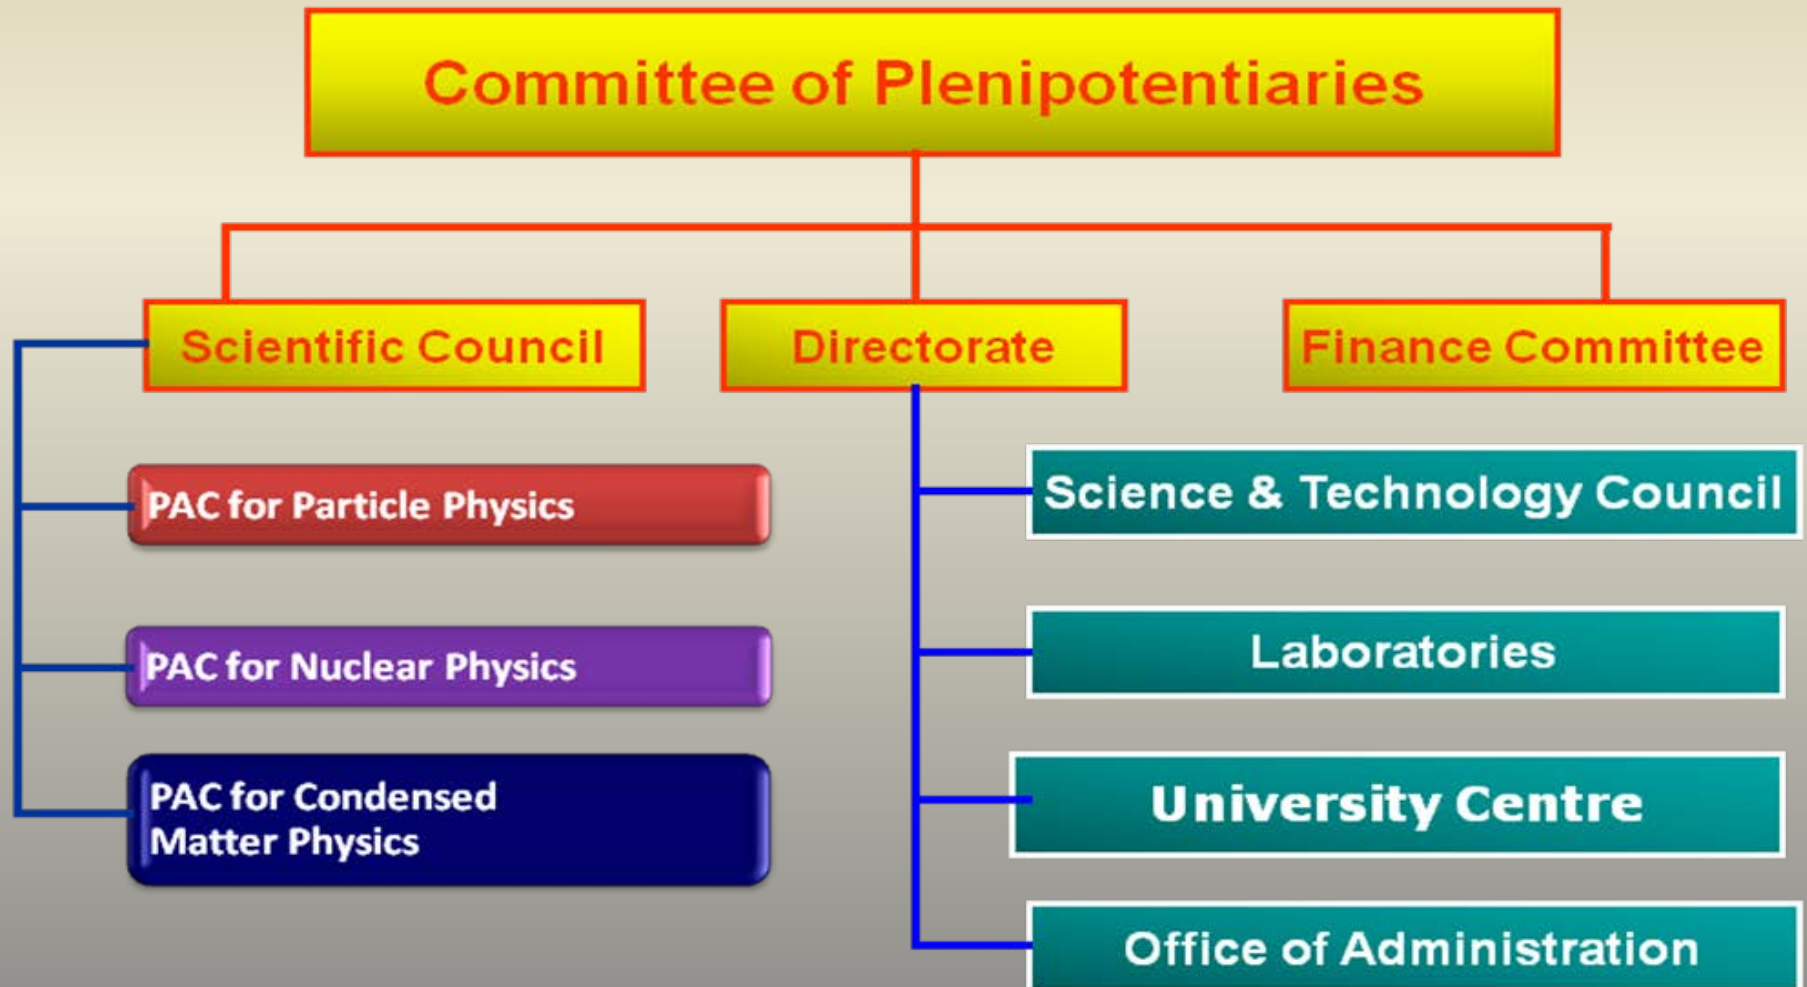 Committee of Plenipotentiaries
Scientific Council
Directorate
Finance Committee
PAC for Particle Physics
PAC for Nuclear Physics
PAC for Condensed
Matter Physics
Science & Technology Council
Laboratories
University Centre
Office of Administration